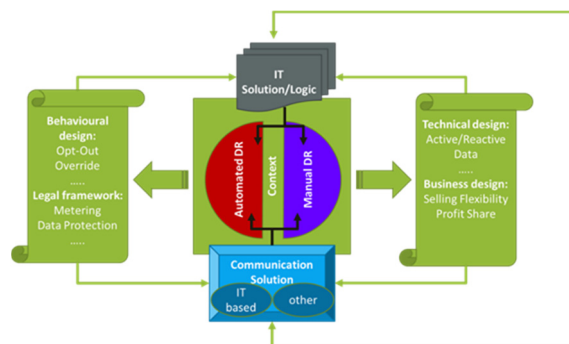 IT
Solution/Logic
Behavioural
design:
Opt-Out
Override
.....
Legal framework:
Metering
Data Protection
.....
Automated DR
Context
Manual DR
Technical design:
Active/Reactive
Data
.....
Business design:
Selling Flexibility
Profit Share
.....
Communication
Solution
IT
based
other